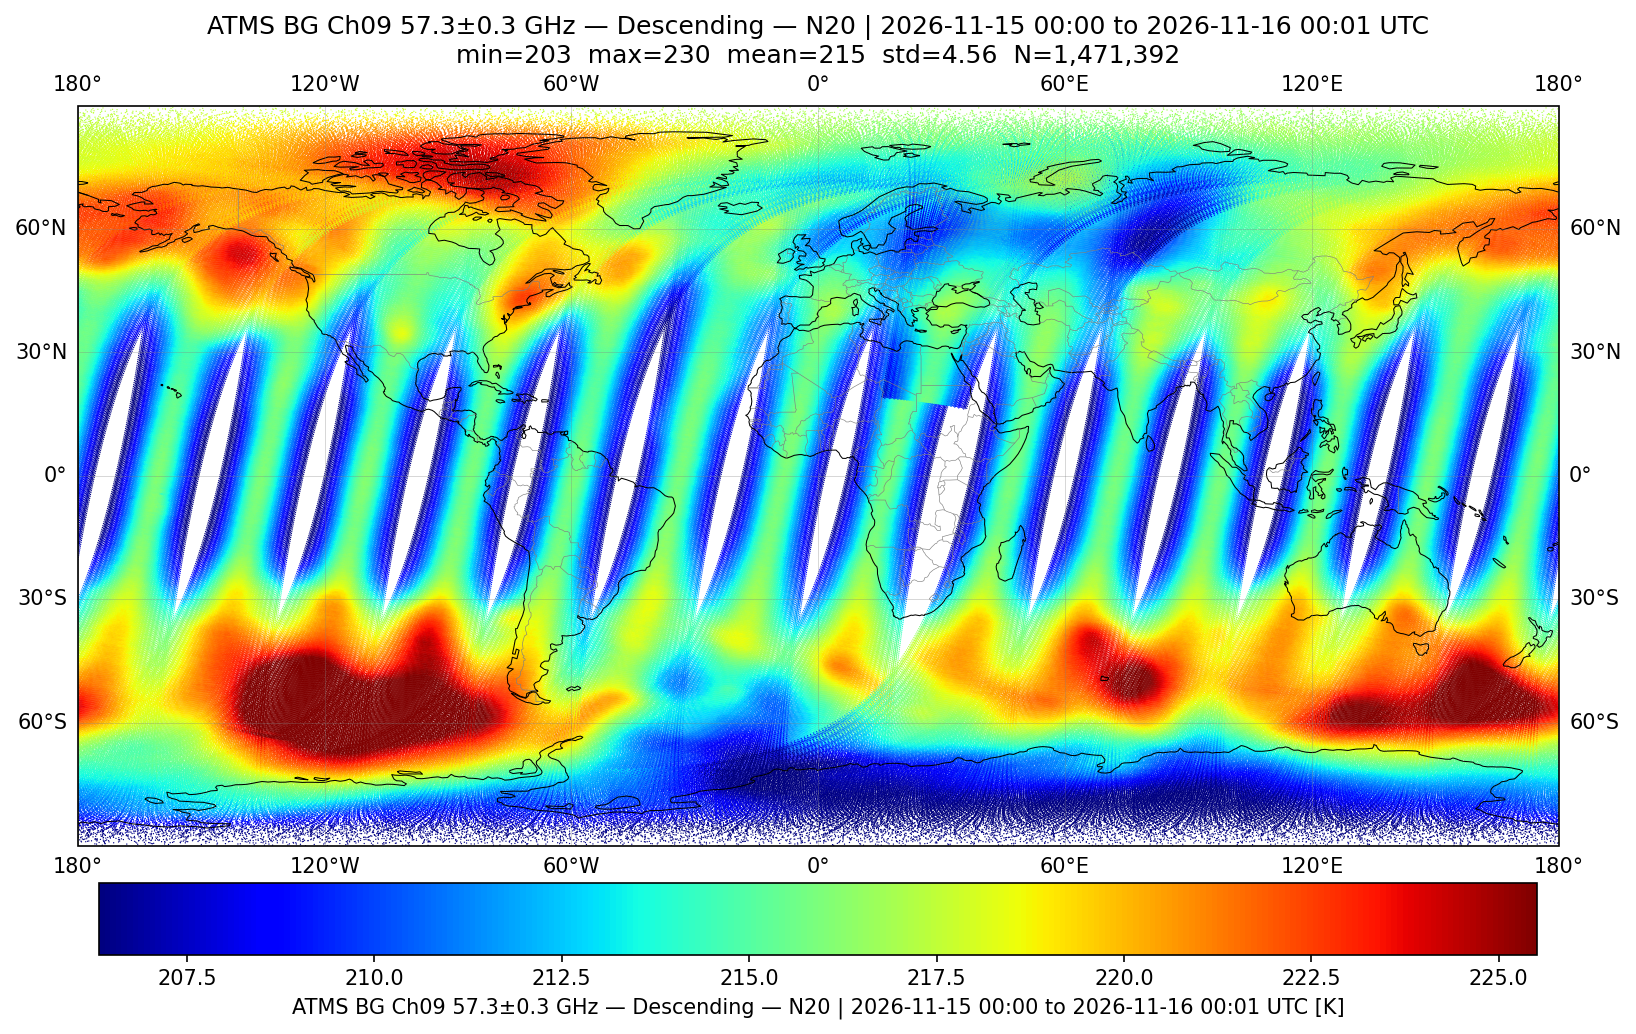 ATMS BG Ch09 57.3±0.3 GHz — Descending — N20 | 2026-11-15 00:00 to 2026-11-16 00:01 UTC
min=203 max=230 mean=215 std=4.56 N=1,471,392
180° 120°W 60°W 0° 60°E 120°E 180°
60°N 60°N
30°N 30°N
0° 0°
30°S 30°S
60°S 60°S
180° 120°W 60°W 0° 60°E 120°E 180°
207.5 210.0 212.5 215.0 217.5 220.0 222.5 225.0
ATMS BG Ch09 57.3±0.3 GHz — Descending — N20 | 2026-11-15 00:00 to 2026-11-16 00:01 UTC [K]